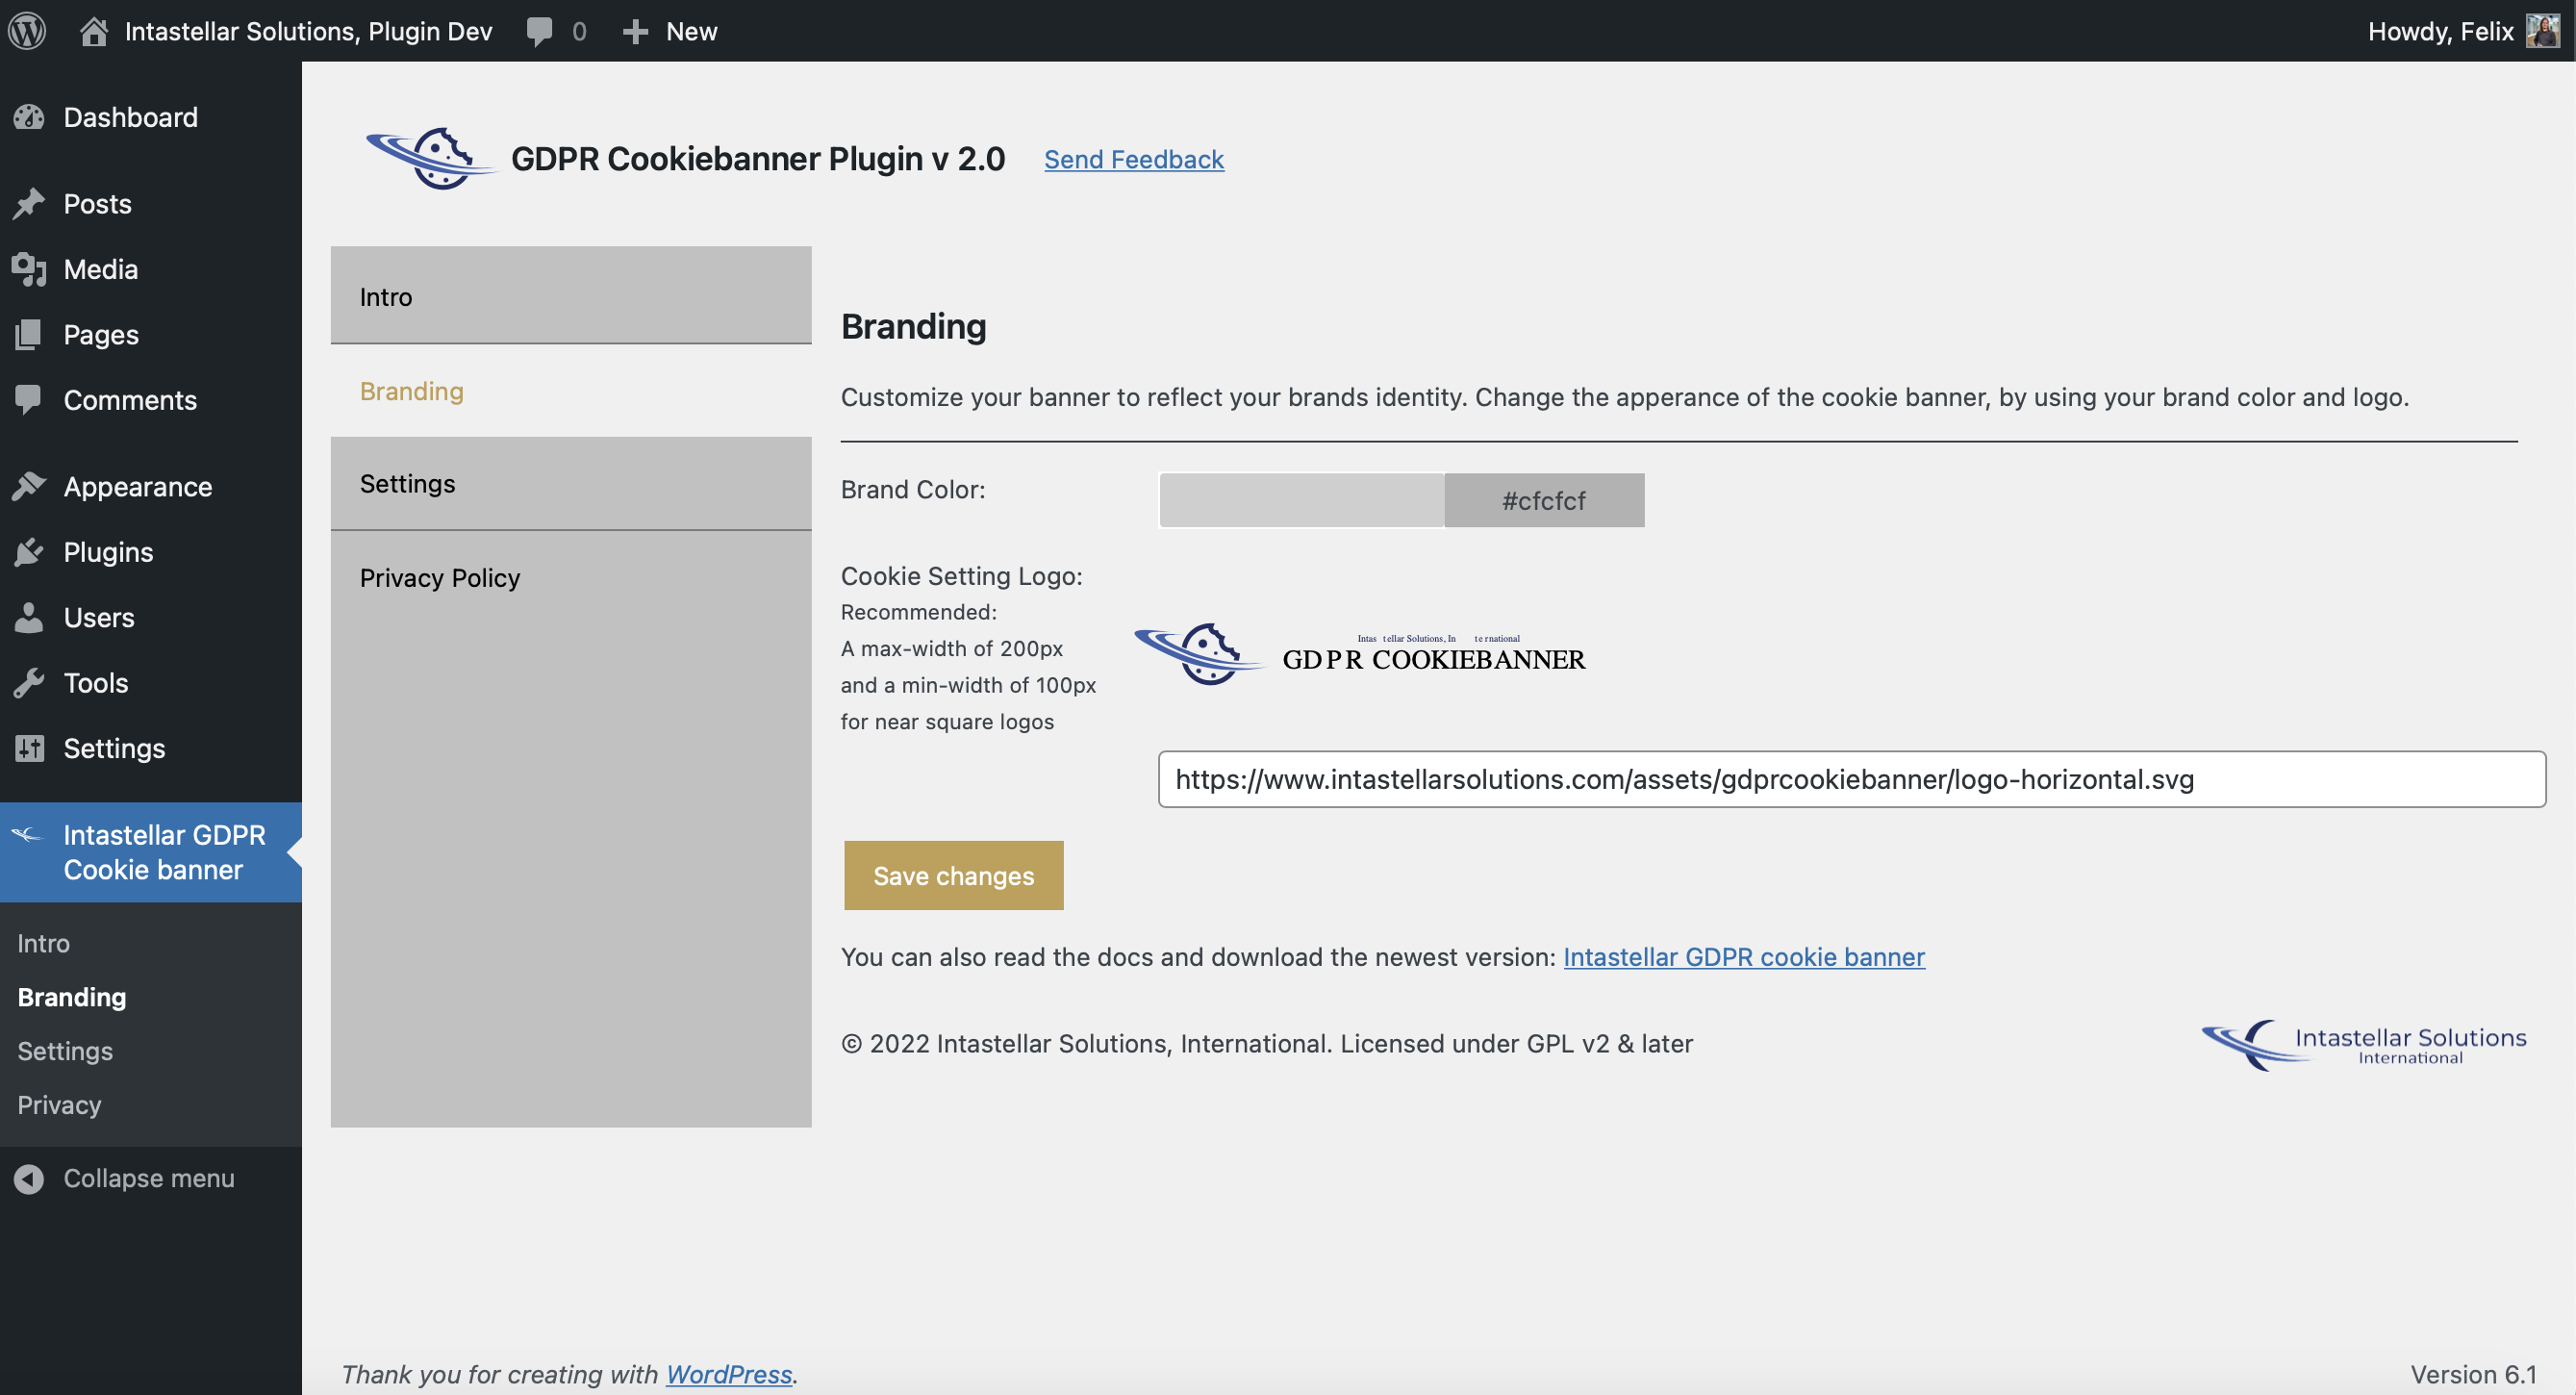 Intastellar Solutions, Plugin Dev
0
New
Howdy, Felix
Dashboard
Posts
Media
Pages
Comments
Appearance
Plugins
Users
Tools
Settings
Intastellar GDPR
Cookie banner
Intro
Branding
Settings
Privacy
Collapse menu
GDPR Cookiebanner Plugin v 2.0
Send Feedback
Intro
Branding
Settings
Privacy Policy
Branding
Customize your banner to reflect your brands identity. Change the apperance of the cookie banner, by using your brand color and logo.
Brand Color:
#cfcfcf
Cookie Setting Logo:
Recommended:
A max-width of 200px
and a min-width of 100px
for near square logos
Intas tellar Solutions, In te rnational
GDPR COOKIEBANNER
https://www.intastellarsolutions.com/assets/gdprcookiebanner/logo-horizontal.svg
Save changes
You can also read the docs and download the newest version: Intastellar GDPR cookie banner
© 2022 Intastellar Solutions, International. Licensed under GPL v2 & later
Intastellar Solutions
International
Thank you for creating with WordPress.
Version 6.1